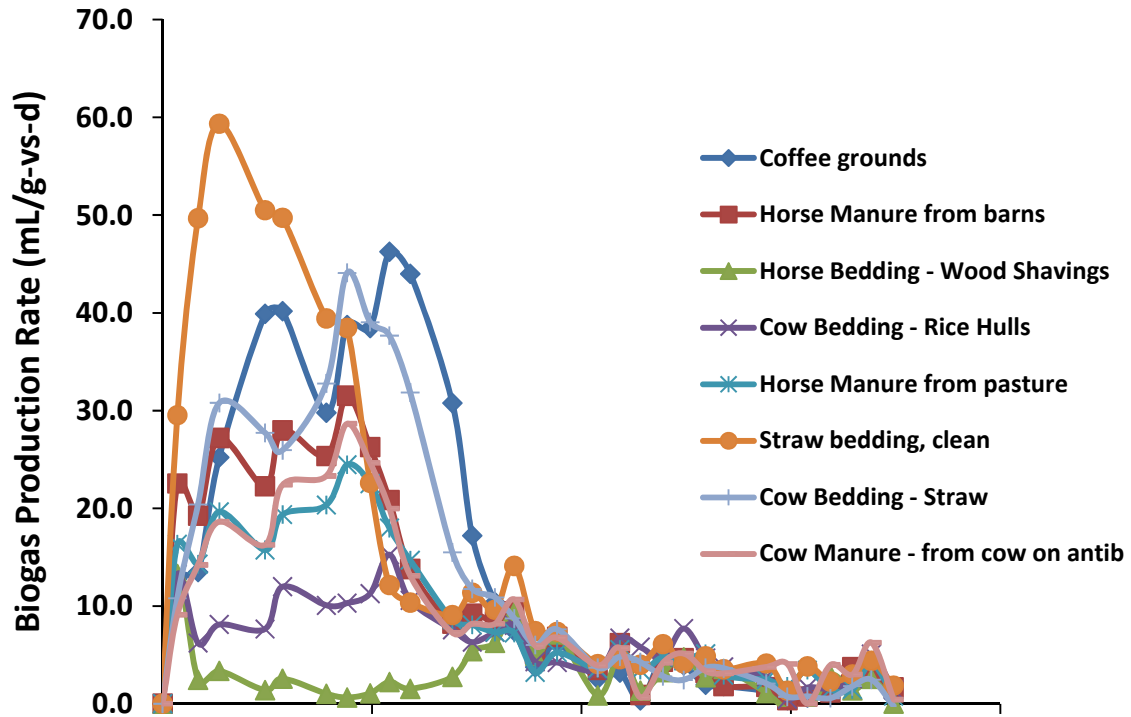 70.0
60.0
50.0
40.0
30.0
20.0
10.0
0.0
Biogas Production Rate (mL/g-vs-d)
Coffee grounds
Horse Manure from barns
Horse Bedding - Wood Shavings
Cow Bedding - Rice Hulls
Horse Manure from pasture
Straw bedding, clean
Cow Bedding - Straw
Cow Manure - from cow on antib